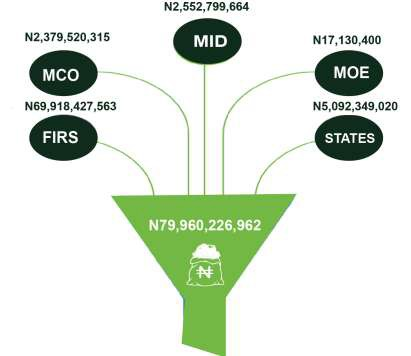 N2,552,799,664
N2,379,520,315
MID
N17,130,400
MCO
MOE
N69,918,427,563
N5,092,349,020
FIRS
STATES
N79,960,226,962
₦